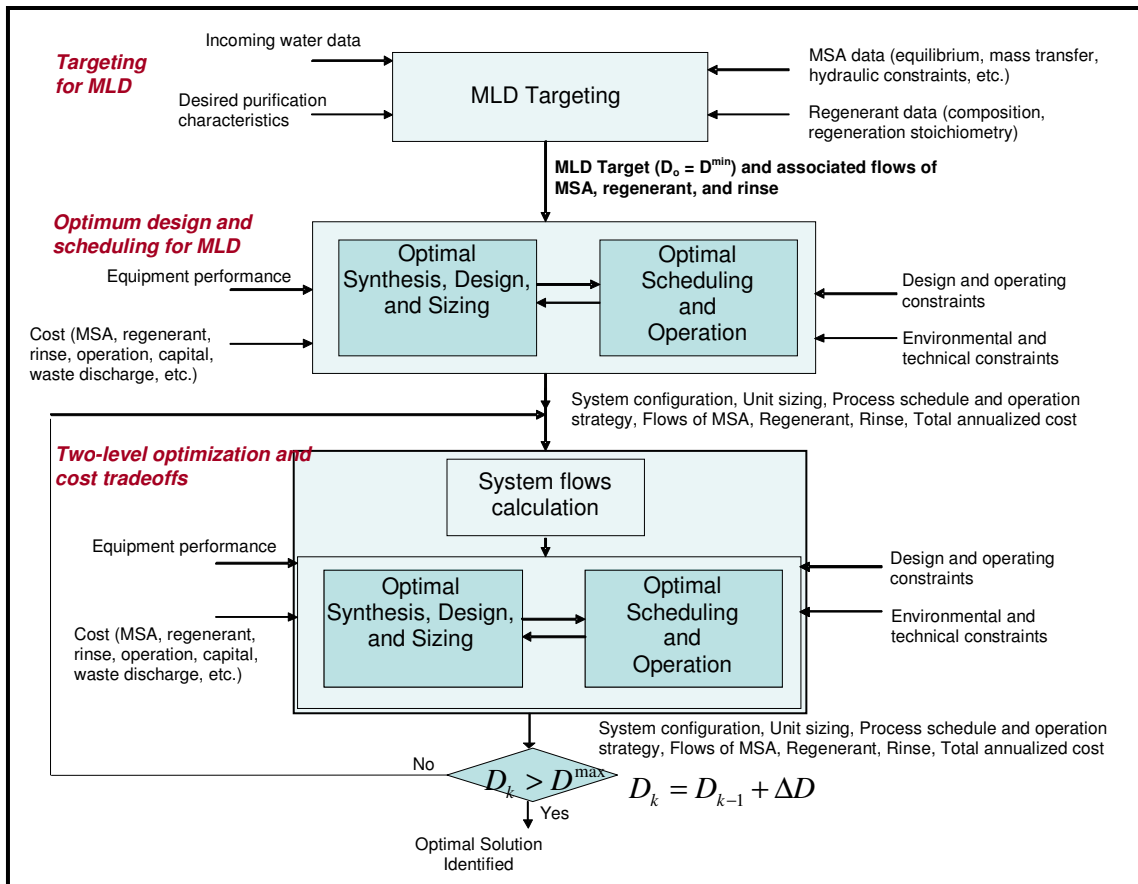 Targeting
for MLD
Incoming water data
Desired purification
characteristics
MLD Targeting
MSA data (equilibrium, mass transfer,
hydraulic constraints, etc.)
Regenerant data (composition,
regeneration stoichiometry)
MLD Target (Dₒ = Dᵐⁱⁿ) and associated flows of
MSA, regenerant, and rinse
Optimum design and
scheduling for MLD
Equipment performance
Cost (MSA, regenerant,
rinse, operation, capital,
waste discharge, etc.)
Optimal
Synthesis, Design,
and Sizing
Optimal
Scheduling
and
Operation
Design and operating
constraints
Environmental and
technical constraints
System configuration, Unit sizing, Process schedule and operation
strategy, Flows of MSA, Regenerant, Rinse, Total annualized cost
Two-level optimization and
cost tradeoffs
System flows
calculation
Equipment performance
Cost (MSA, regenerant,
rinse, operation, capital,
waste discharge, etc.)
Optimal
Synthesis, Design,
and Sizing
Optimal
Scheduling
and
Operation
Design and operating
constraints
Environmental and
technical constraints
System configuration, Unit sizing, Process schedule and operation
strategy, Flows of MSA, Regenerant, Rinse, Total annualized cost
No
Dₖ > Dᵐᵃˣ
Dₖ = Dₖ₋₁ + ΔD
Yes
Optimal Solution
Identified